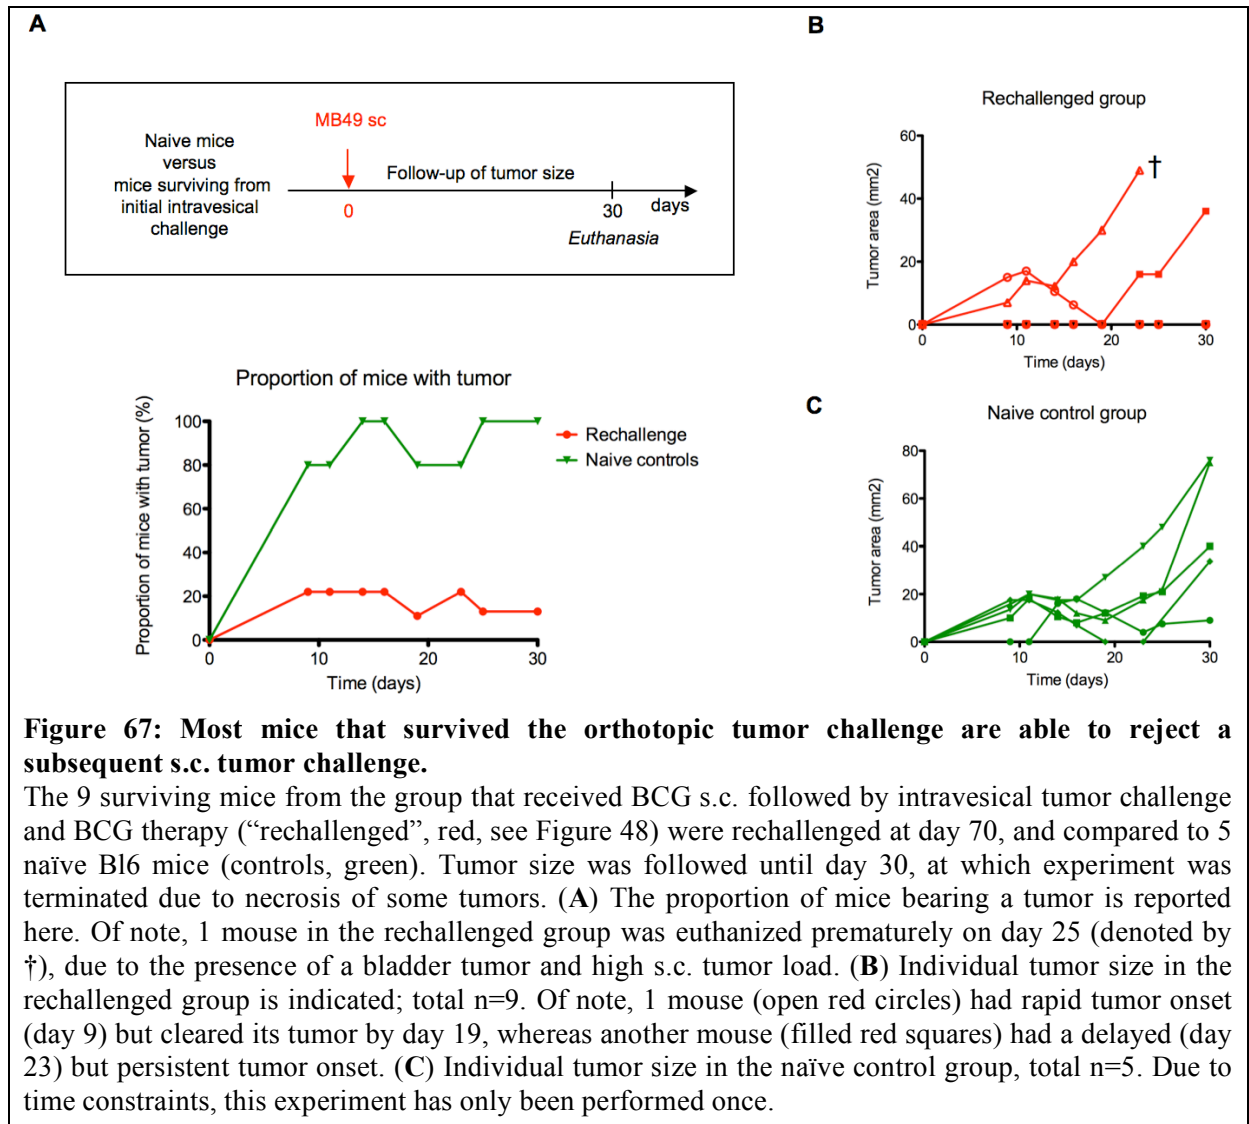 A
MB49 sc
Naive mice
versus
mice surviving from
initial intravesical
challenge
Follow-up of tumor size
0
30
days
Euthanasia
Proportion of mice with tumor
Proportion of mice with tumor (%)
100
80
60
40
20
0
0
10
20
30
Time (days)
Rechallenge
Naive controls
B
Rechallenged group
Tumor area (mm2)
60
40
20
0
†
0
10
20
30
Time (days)
C
Naive control group
Tumor area (mm2)
80
60
40
20
0
0
10
20
30
Time (days)
Figure 67: Most mice that survived the orthotopic tumor challenge are able to reject a
subsequent s.c. tumor challenge.
The 9 surviving mice from the group that received BCG s.c. followed by intravesical tumor challenge
and BCG therapy (“rechallenged”, red, see Figure 48) were rechallenged at day 70, and compared to 5
naïve Bl6 mice (controls, green). Tumor size was followed until day 30, at which experiment was
terminated due to necrosis of some tumors. (A) The proportion of mice bearing a tumor is reported
here. Of note, 1 mouse in the rechallenged group was euthanized prematurely on day 25 (denoted by
†), due to the presence of a bladder tumor and high s.c. tumor load. (B) Individual tumor size in the
rechallenged group is indicated; total n=9. Of note, 1 mouse (open red circles) had rapid tumor onset
(day 9) but cleared its tumor by day 19, whereas another mouse (filled red squares) had a delayed (day
23) but persistent tumor onset. (C) Individual tumor size in the naïve control group, total n=5. Due to
time constraints, this experiment has only been performed once.